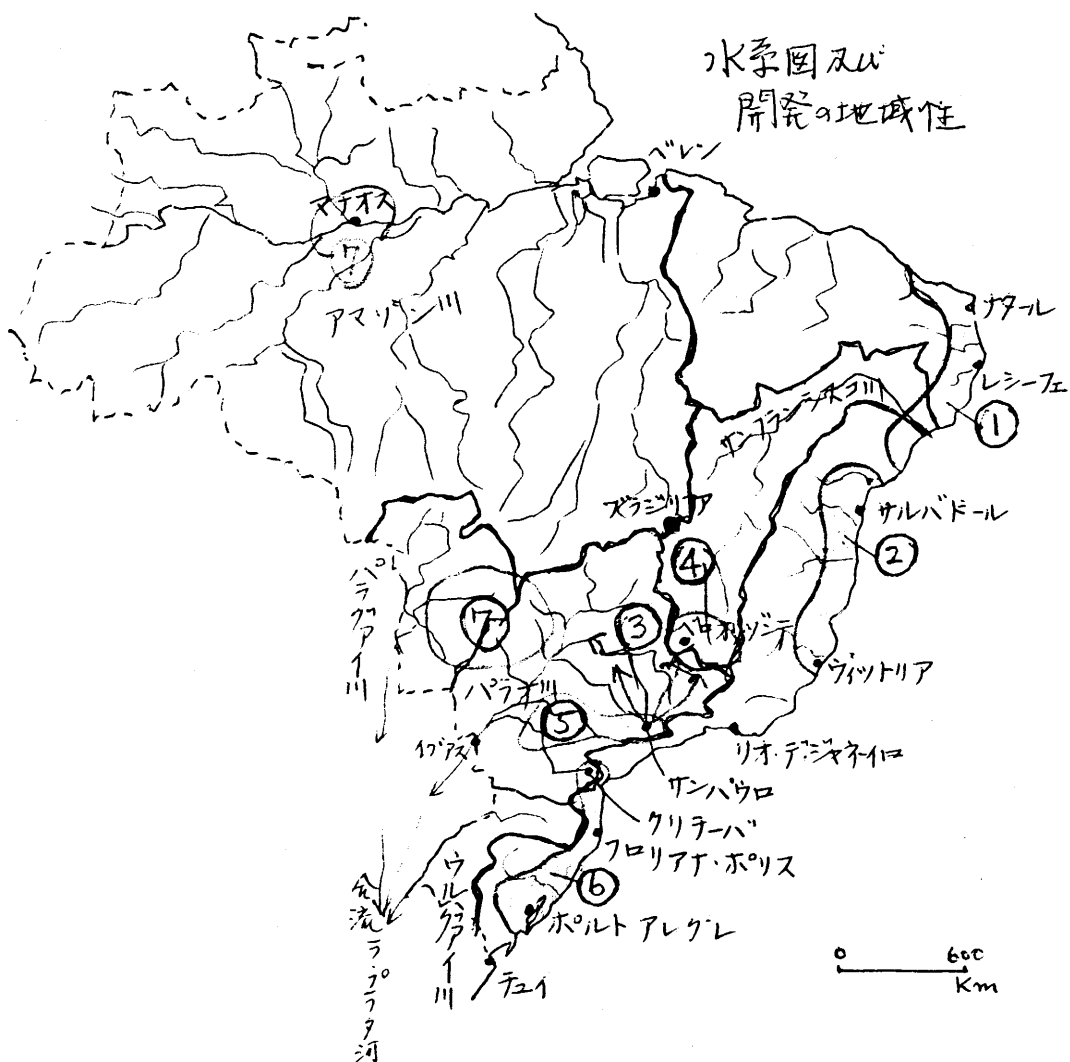 水系図及び
開発の地域性
ベレン
マナオス
7
アマゾン川
ナタール
レシーフェ
①
サンフランシスコ川
ブラジリア
サルバドール
②
④
パラグァイ川
⑦
③
ベロオリゾンテ
ヴィットリア
パラナ川
⑤
イグアス
リオ・デ・ジャネーイロ
サンパウロ
クリチーバ
フロリアナ・ポリス
⑥
ウルグァイ川
ポルト アレグレ
合流ラ・プラタ河
チュイ
0 600
Km